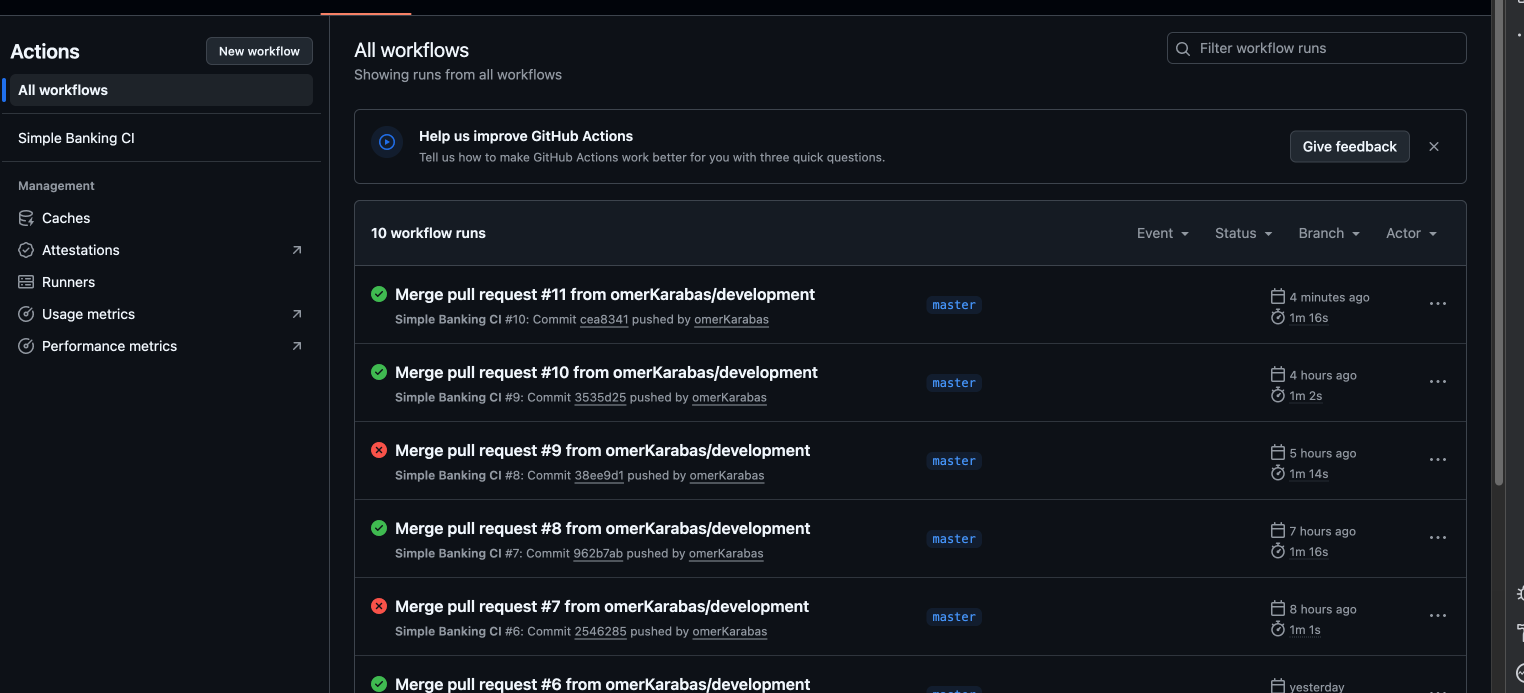 Actions
New workflow
All workflows
Simple Banking CI
Management
Caches
Attestations
Runners
Usage metrics
Performance metrics
All workflows
Showing runs from all workflows
Filter workflow runs
Help us improve GitHub Actions
Tell us how to make GitHub Actions work better for you with three quick questions.
Give feedback
10 workflow runs
Event
Status
Branch
Actor
Merge pull request #11 from omerKarabas/development
Simple Banking CI #10: Commit cea8341 pushed by omerKarabas
master
4 minutes ago
1m 16s
Merge pull request #10 from omerKarabas/development
Simple Banking CI #9: Commit 3535d25 pushed by omerKarabas
master
4 hours ago
1m 2s
Merge pull request #9 from omerKarabas/development
Simple Banking CI #8: Commit 38ee9d1 pushed by omerKarabas
master
5 hours ago
1m 14s
Merge pull request #8 from omerKarabas/development
Simple Banking CI #7: Commit 962b7ab pushed by omerKarabas
master
7 hours ago
1m 16s
Merge pull request #7 from omerKarabas/development
Simple Banking CI #6: Commit 2546285 pushed by omerKarabas
master
8 hours ago
1m 1s
Merge pull request #6 from omerKarabas/development
yesterday